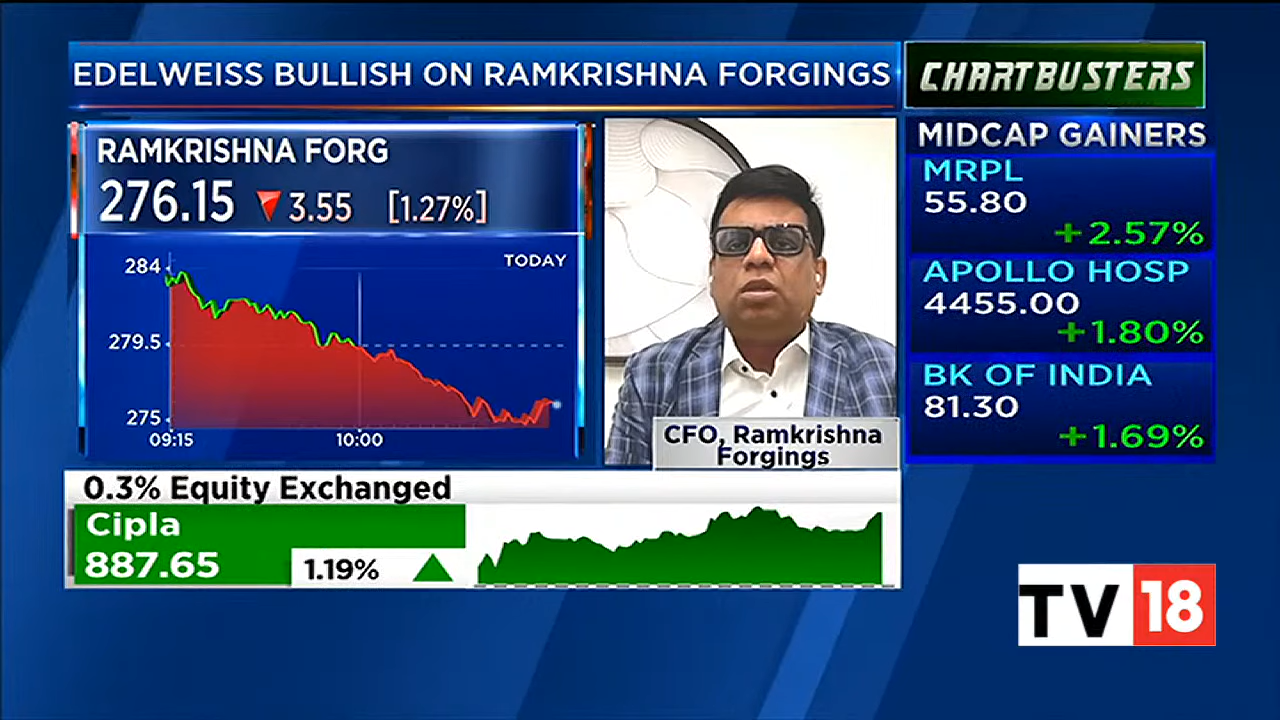 EDELWEISS BULLISH ON RAMKRISHNA FORGINGS
CHARTBUSTERS
RAMKRISHNA FORG
276.15 ▼ 3.55 [1.27%]
TODAY
284
279.5
275
09:15 10:00
CFO, Ramkrishna
Forgings
MIDCAP GAINERS
MRPL
55.80
+2.57%
APOLLO HOSP
4455.00
+1.80%
BK OF INDIA
81.30
+1.69%
0.3% Equity Exchanged
Cipla
887.65 1.19% ▲
TV18